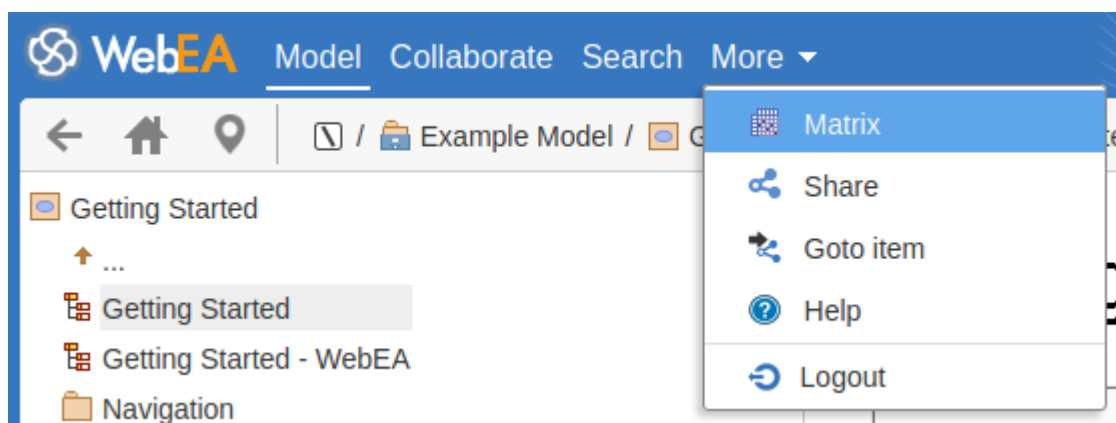 WebEA Model Collaborate Search More
/ Example Model /
Matrix
Getting Started
Share
...
Goto item
Getting Started
Help
Getting Started - WebEA
Logout
Navigation